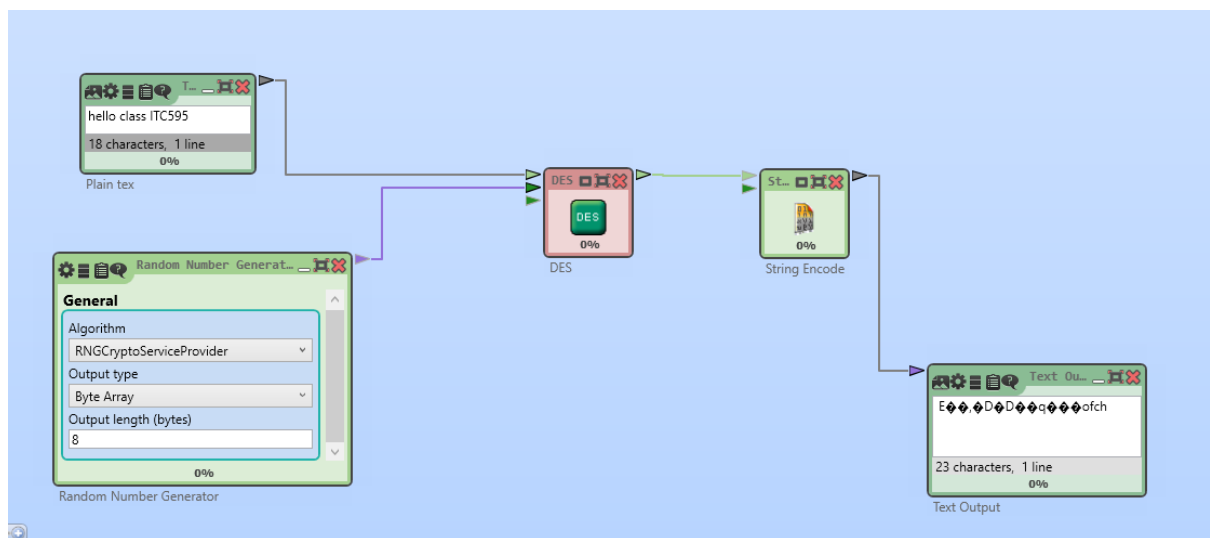 T…
hello class ITC595
18 characters, 1 line
0%
Plain tex
Random Number Generat…
General
Algorithm
RNGCryptoServiceProvider
Output type
Byte Array
Output length (bytes)
8
0%
Random Number Generator
DES
DES
0%
DES
St…
0%
String Encode
Text Ou…
E��,�D�D��q���ofch
23 characters, 1 line
0%
Text Output